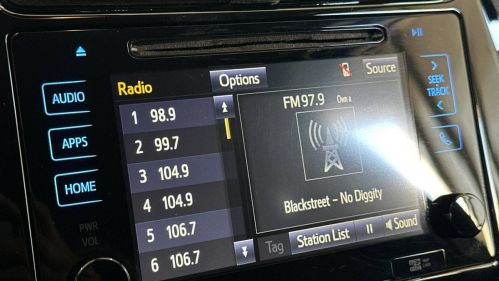 AUDIO
APPS
HOME
PWR
VOL
Radio
Options
Source
1 98.9
2 99.7
3 104.9
4 104.9
5 106.7
6 106.7
FM 97.9
Blackstreet – No Diggity
Tag
Station List
Sound
SEEK
TRACK